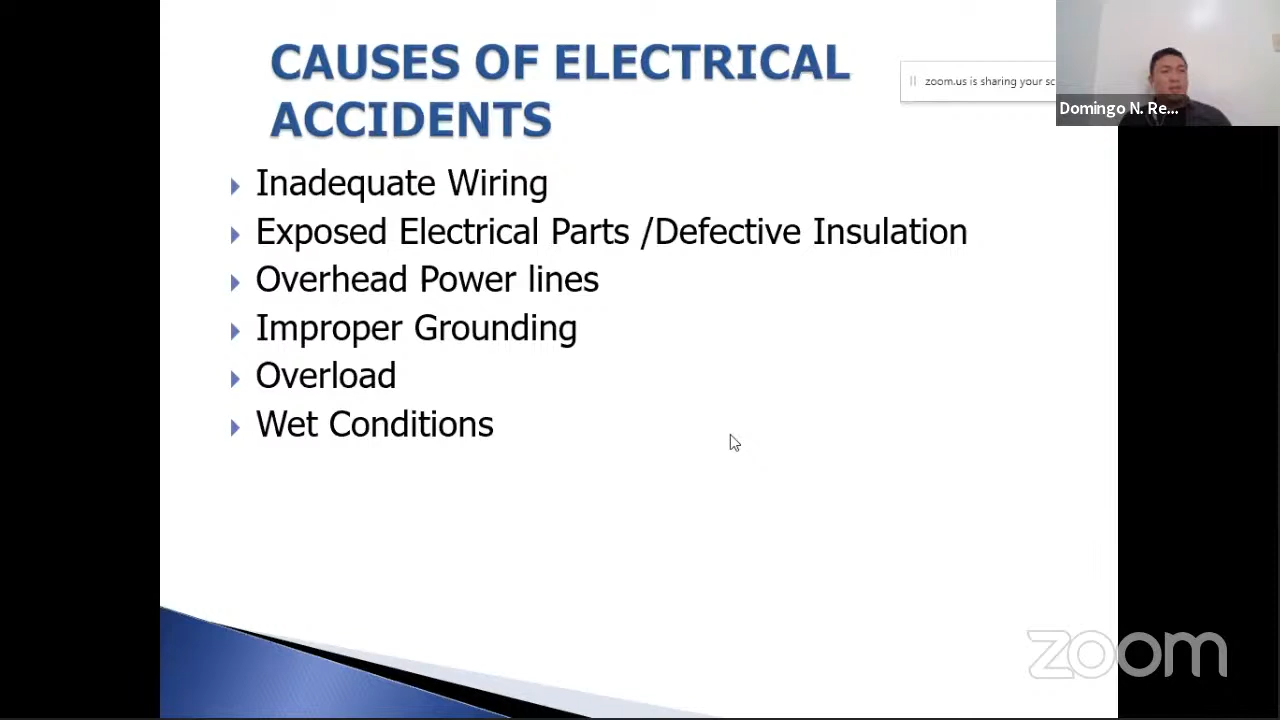 CAUSES OF ELECTRICAL
ACCIDENTS
zoom.us is sharing your sc
Domingo N. Re...
Inadequate Wiring
Exposed Electrical Parts /Defective Insulation
Overhead Power lines
Improper Grounding
Overload
Wet Conditions
zoom